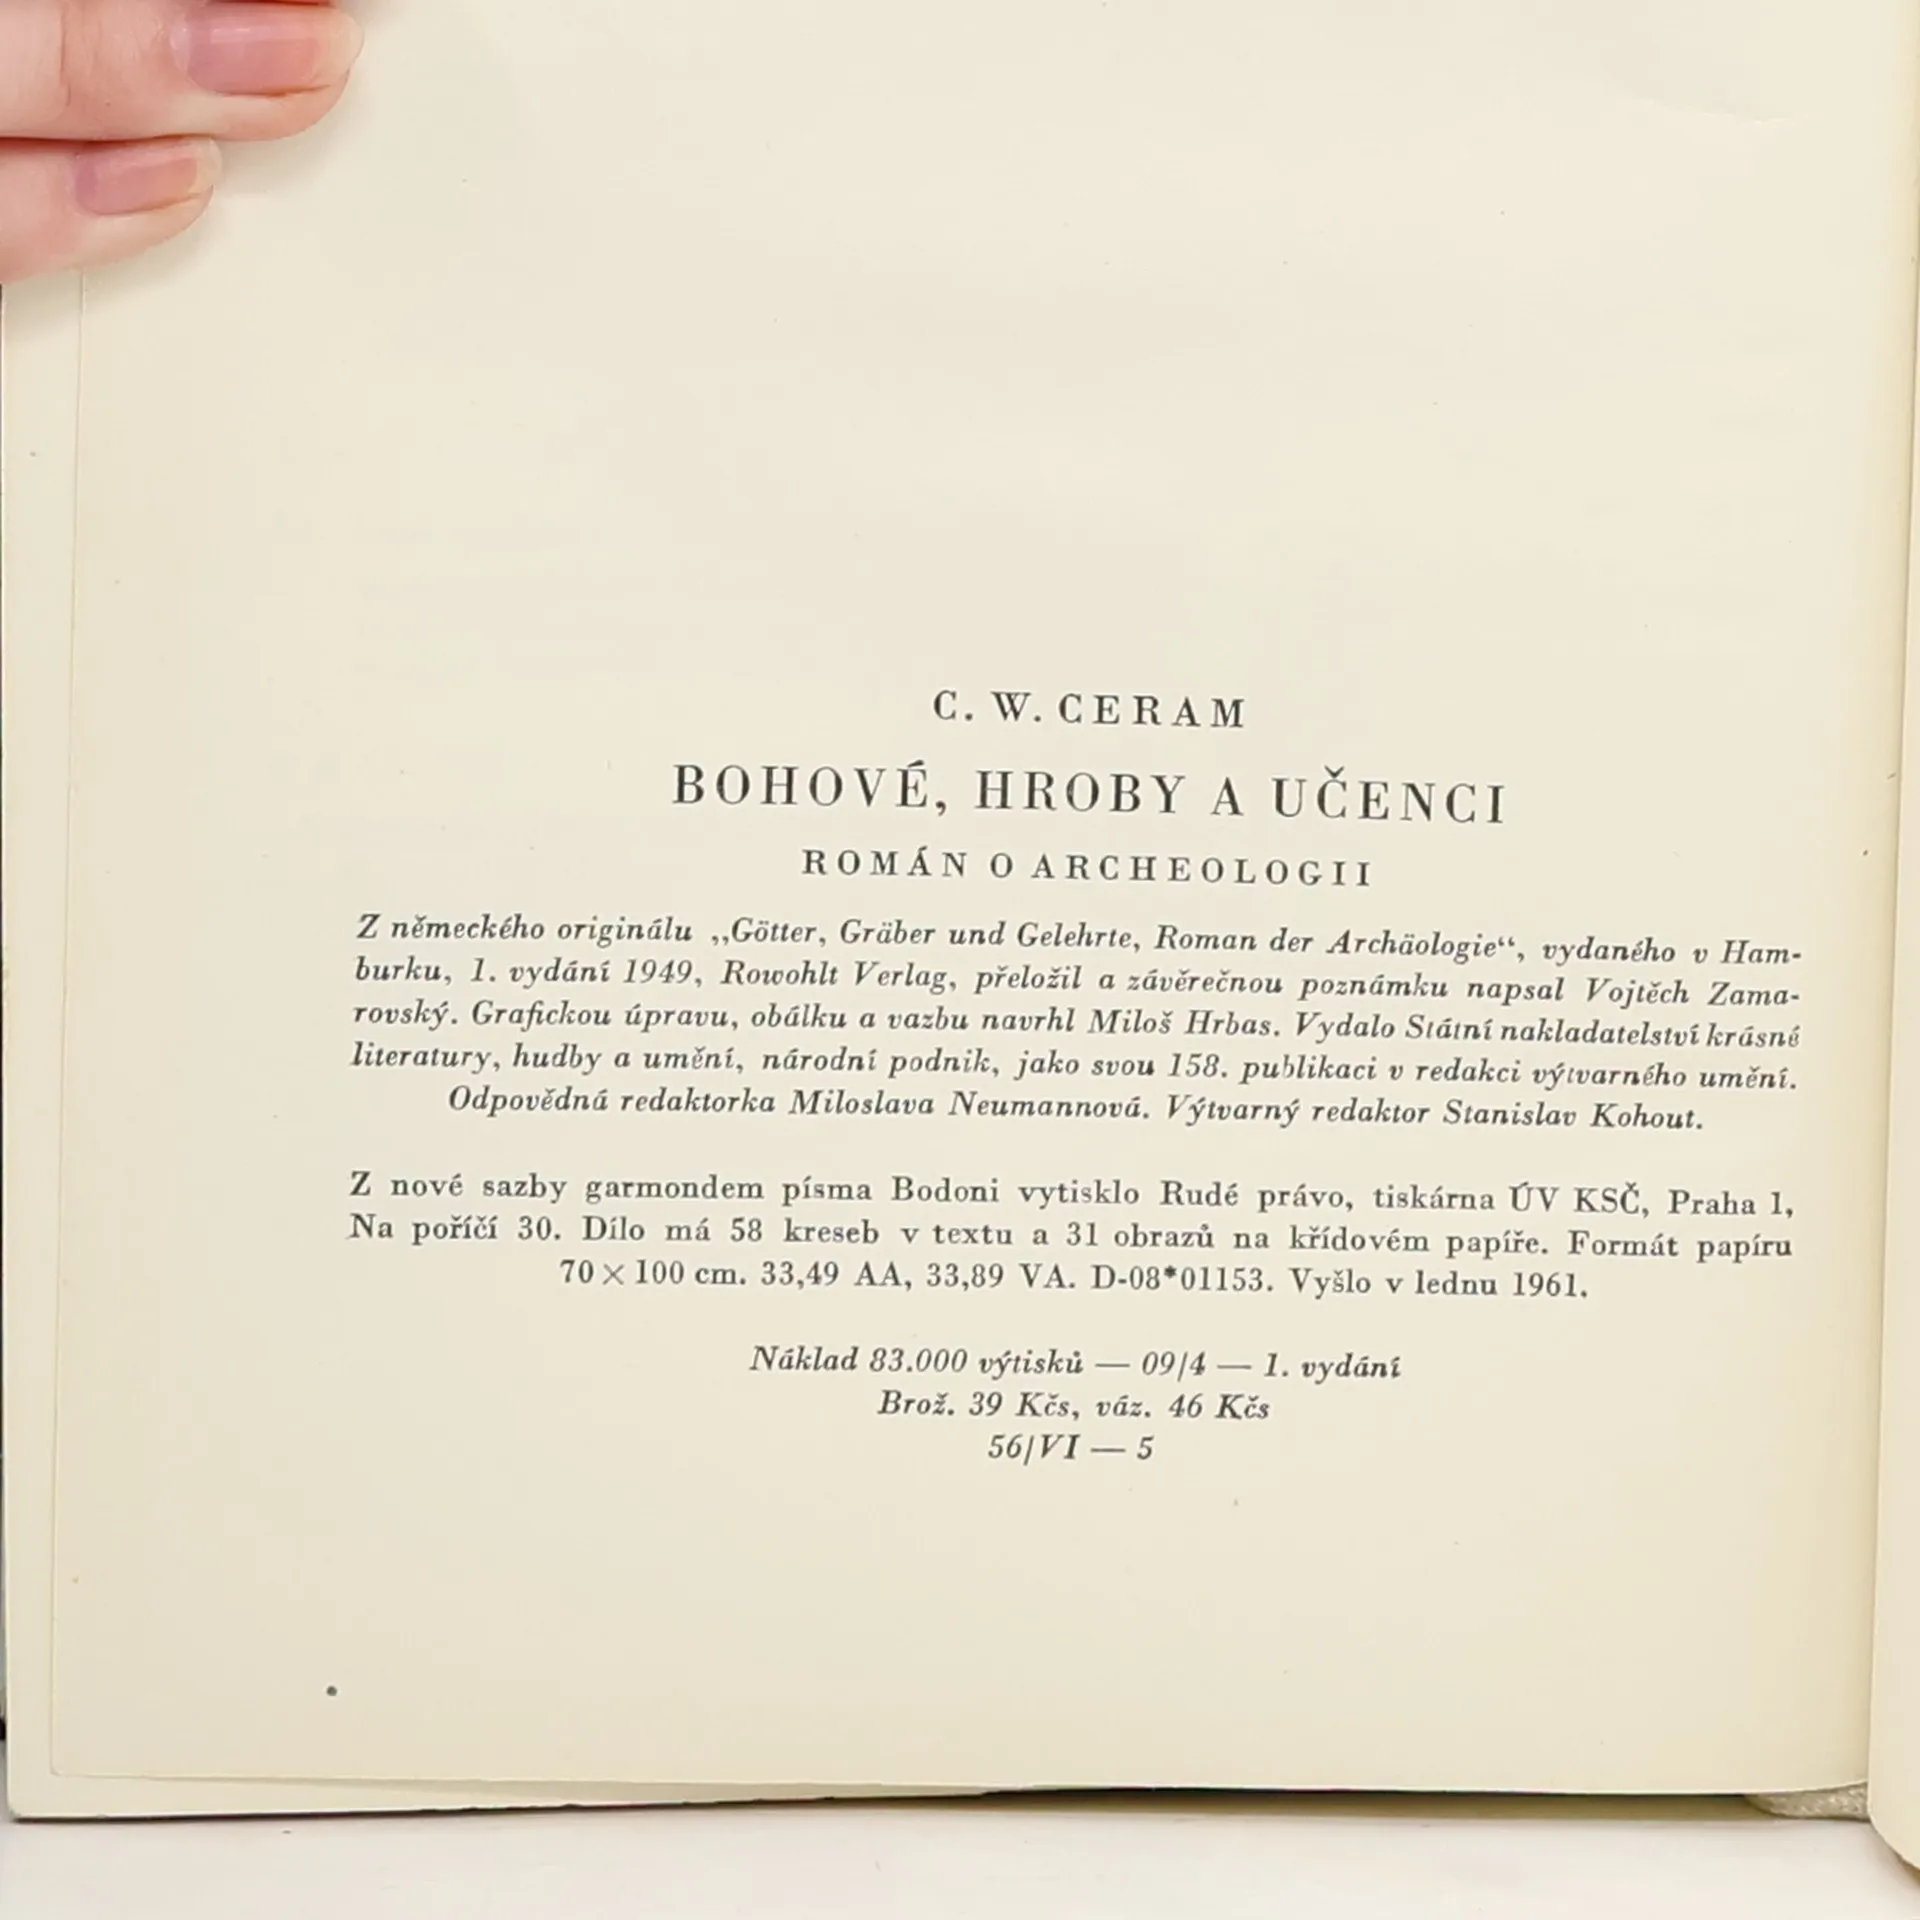 C. W. CERAM
BOHOVÉ, HROBY A UČENCI
ROMÁN O ARCHEOLOGII
Z německého originálu „Götter, Gräber und Gelehrte, Roman der Archäologie“, vydaného v Ham-
burku, 1. vydání 1949, Rowohlt Verlag, přeložil a závěrečnou poznámku napsal Vojtěch Zama-
rovský. Grafickou úpravu, obálku a vazbu navrhl Miloš Hrbas. Vydalo Státní nakladatelství krásné
literatury, hudby a umění, národní podnik, jako svou 158. publikaci v redakci výtvarného umění.
Odpovědná redaktorka Miloslava Neumannová. Výtvarný redaktor Stanislav Kohout.
Z nové sazby garmondem písma Bodoni vytisklo Rudé právo, tiskárna ÚV KSČ, Praha 1,
Na poříčí 30. Dílo má 58 kreseb v textu a 31 obrazů na křídovém papíře. Formát papíru
70 × 100 cm. 33,49 AA, 33,89 VA. D-08*01153. Vyšlo v lednu 1961.
Náklad 83.000 výtisků — 09/4 — 1. vydání
Brož. 39 Kčs, váz. 46 Kčs
56/VI — 5